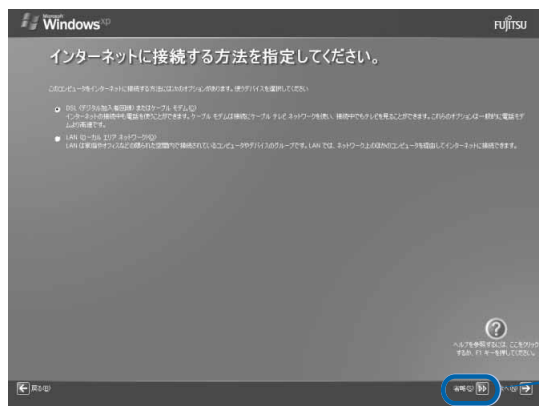 Microsoft
Windows xp
FUJITSU
インターネットに接続する方法を指定してください。
このコンピュータをインターネットに接続する方法には次のオプションがあります。使うデバイスを選択してください
DSL (デジタル加入者回線) またはケーブル モデム(D)
インターネットの接続中も電話を使うことができます。ケーブル モデムは接続にケーブル テレビ ネットワークを使い、接続中でもテレビを見ることができます。これらのオプションは一般的に電話モデ
ムより高速です。
LAN (ローカル エリア ネットワーク)(L)
LAN は家庭やオフィスなどの限られた空間内で接続されているコンピュータやデバイスのグループです。LAN では、ネットワーク上のほかのコンピュータを経由してインターネットに接続できます。
ヘルプを参照するには、ここをクリック
するか、F1 キーを押してください。
戻る(B)
省略(S)